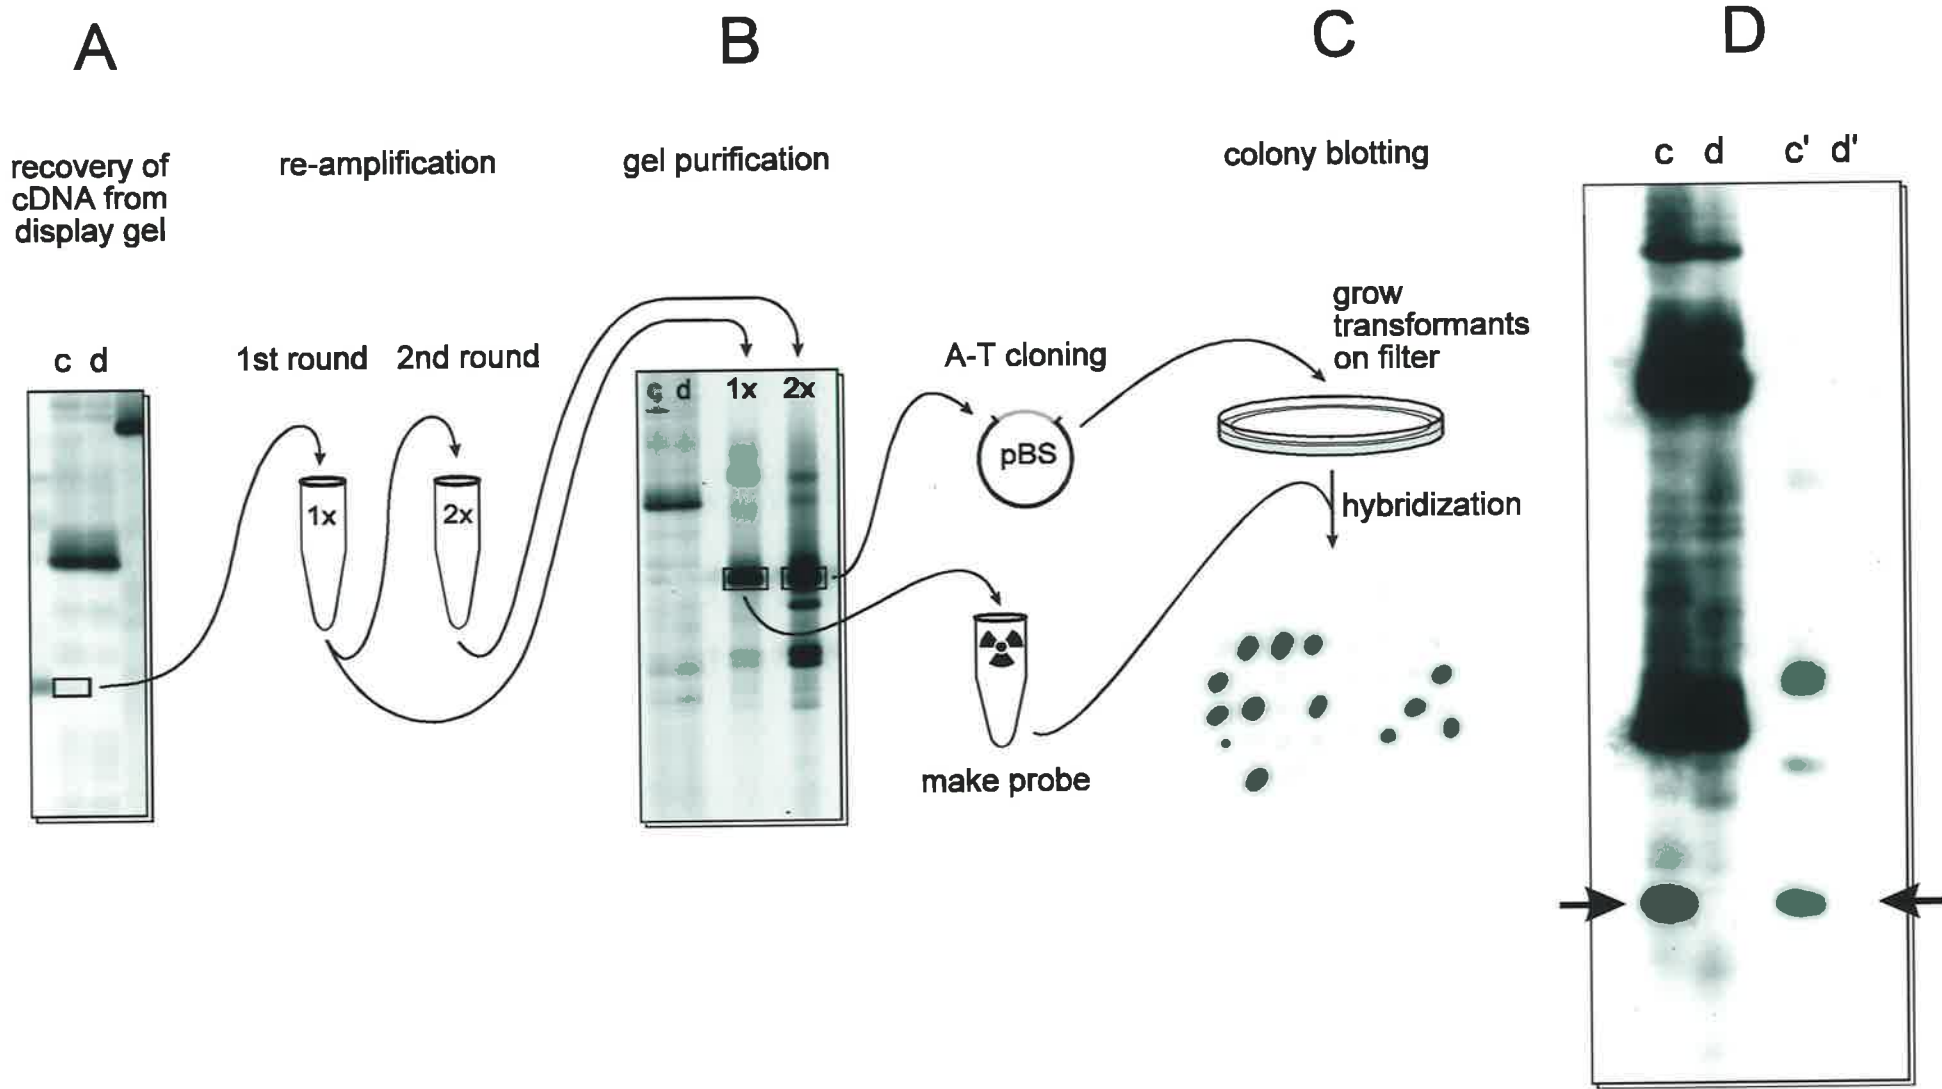 A
B
C
D
recovery of
cDNA from
display gel
re-amplification
gel purification
colony blotting
c d
1st round
2nd round
1x
2x
c d 1x 2x
A-T cloning
pBS
make probe
grow
transformants
on filter
hybridization
c d c' d'